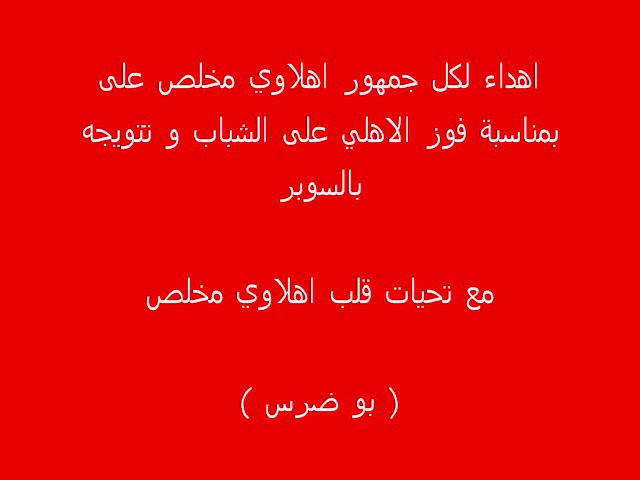 اهداء لكل جمهور اهلاوي مخلص على
بمناسبة فوز الاهلي على الشباب و نتويجه
بالسوبر
مع تحيات قلب اهلاوي مخلص
( بو ضرس )